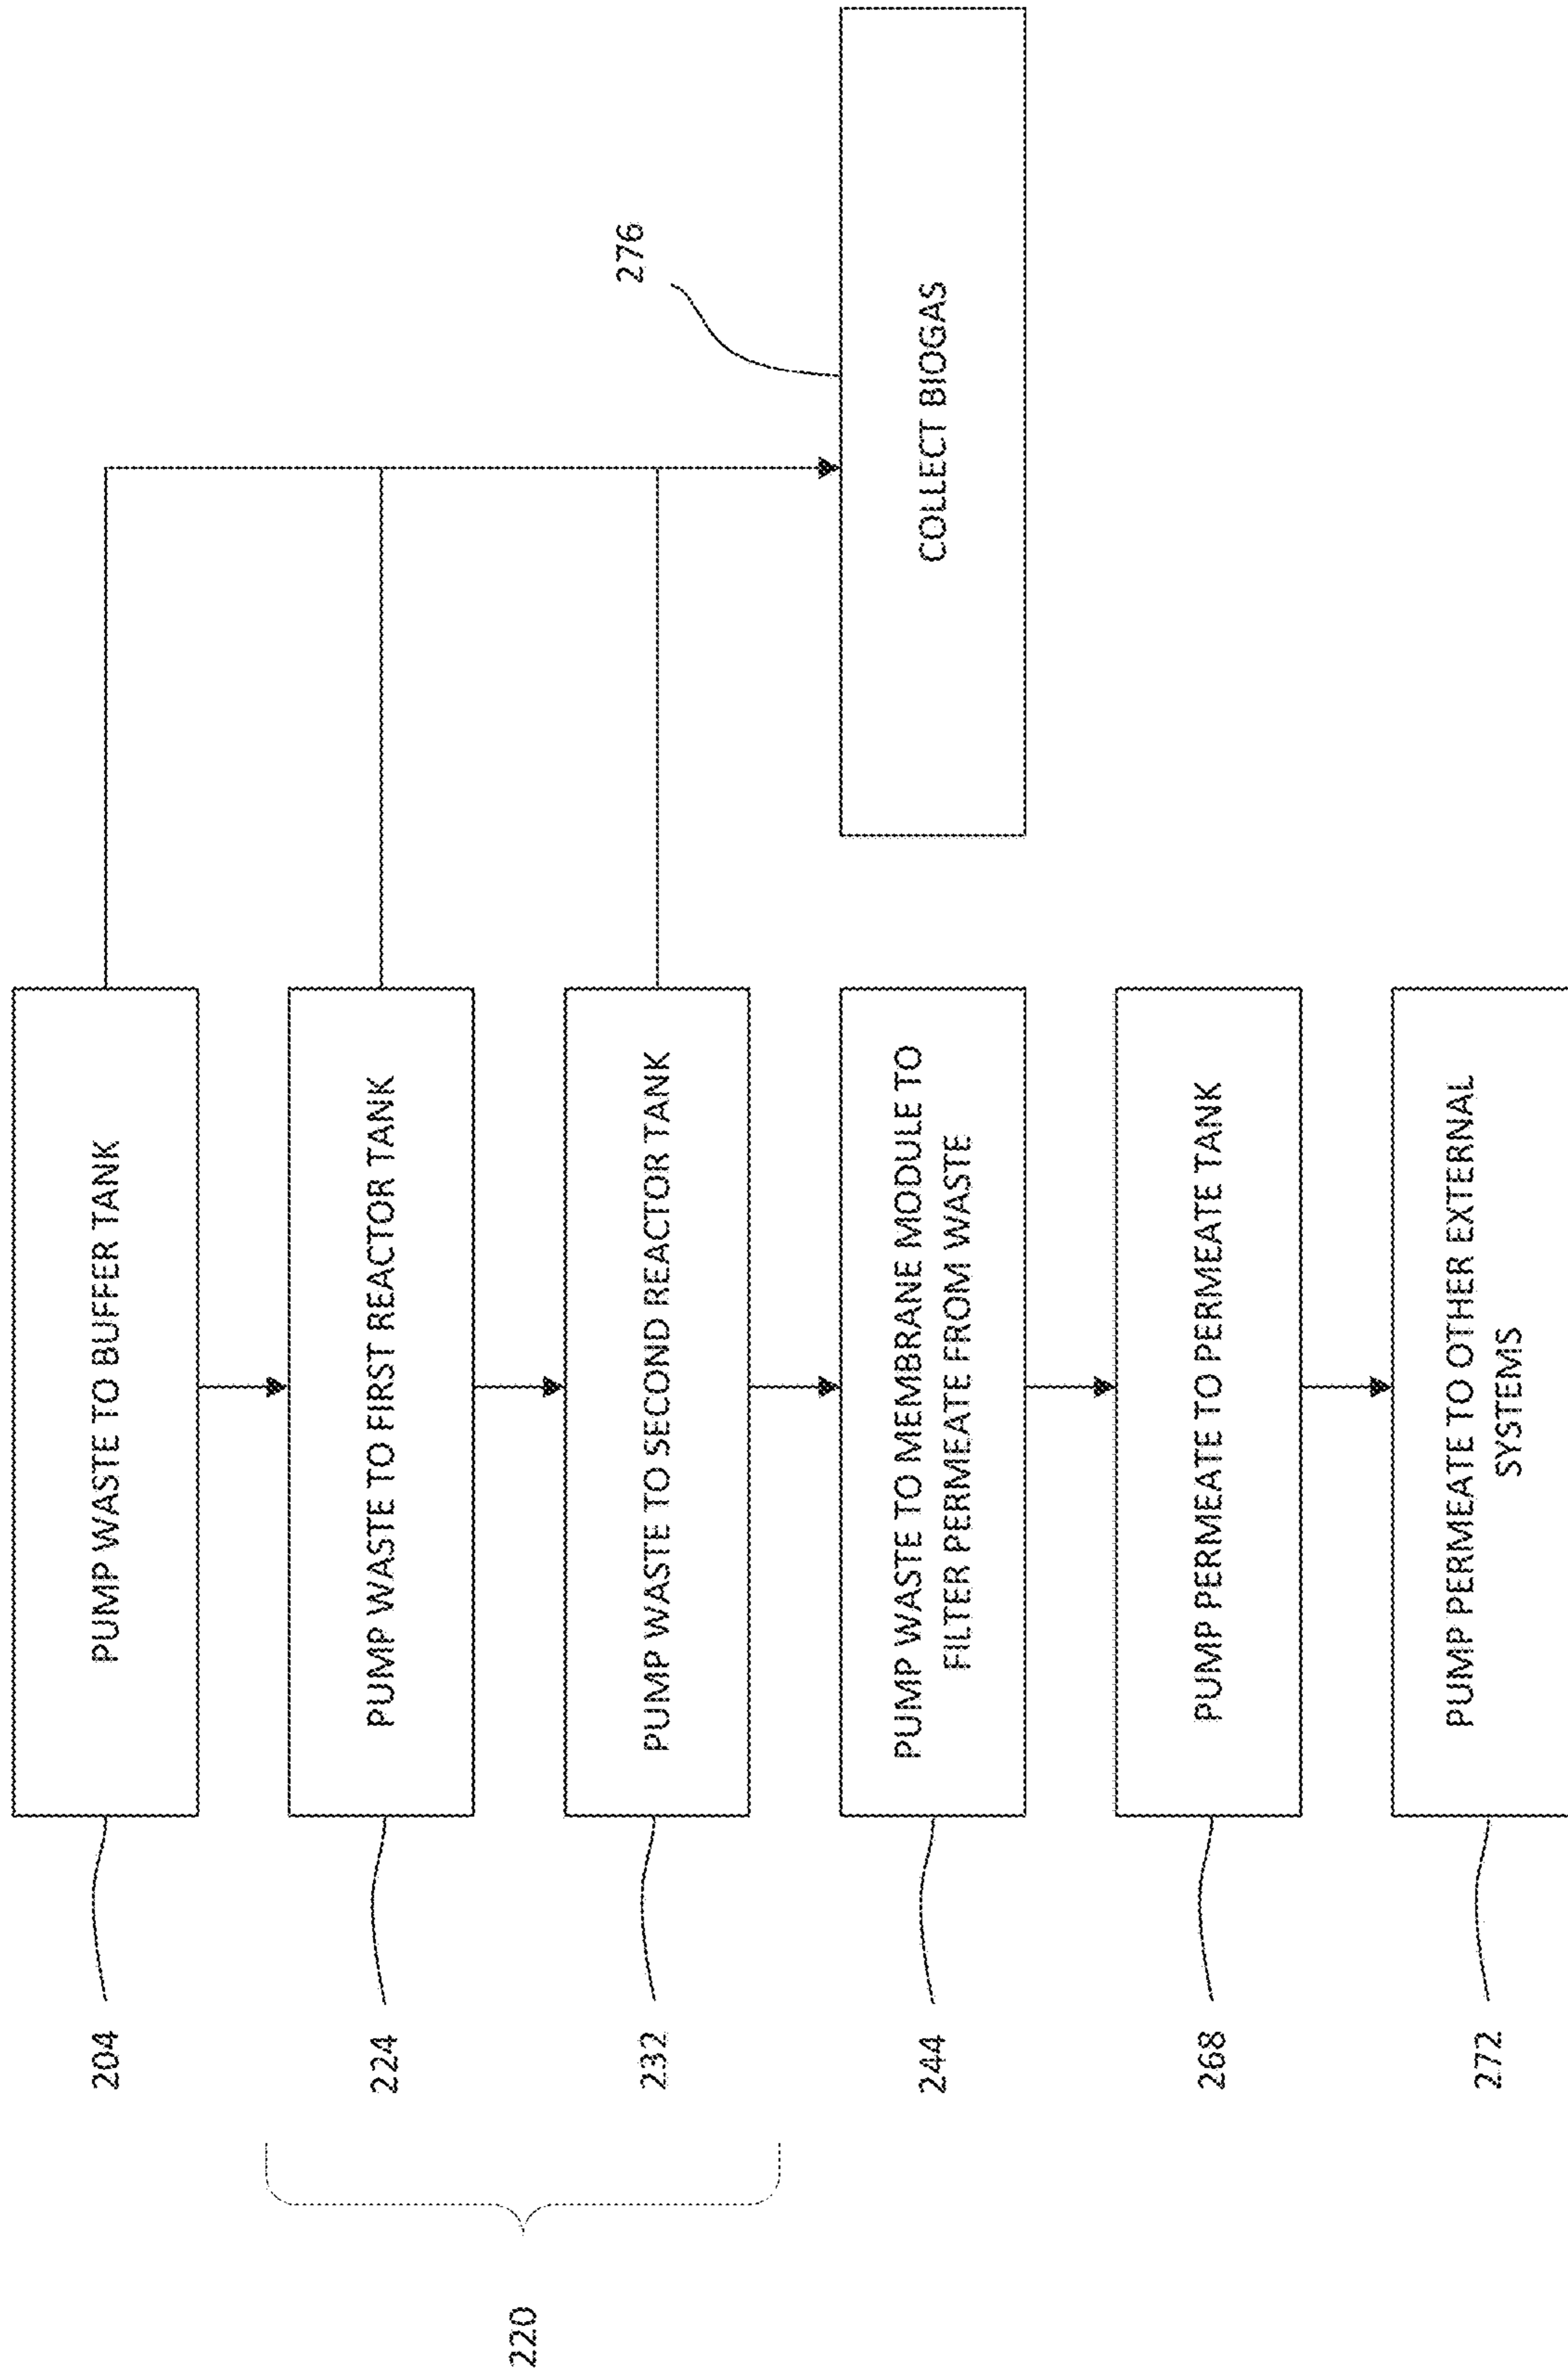 204
PUMP WASTE TO BUFFER TANK
220
224
PUMP WASTE TO FIRST REACTOR TANK
232
PUMP WASTE TO SECOND REACTOR TANK
276
COLLECT BIOGAS
244
PUMP WASTE TO MEMBRANE MODULE TO
FILTER PERMEATE FROM WASTE
268
PUMP PERMEATE TO PERMEATE TANK
272
PUMP PERMEATE TO OTHER EXTERNAL
SYSTEMS